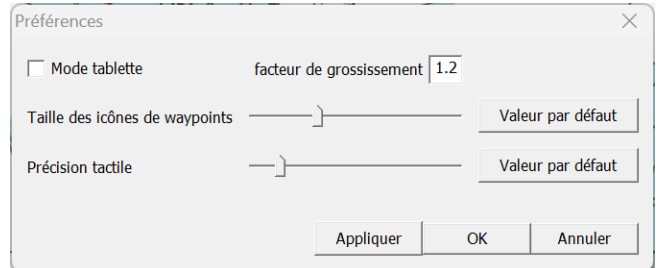 Préférences
Mode tablette facteur de grossissement 1.2
Taille des icônes de waypoints Valeur par défaut
Précision tactile Valeur par défaut
Appliquer OK Annuler